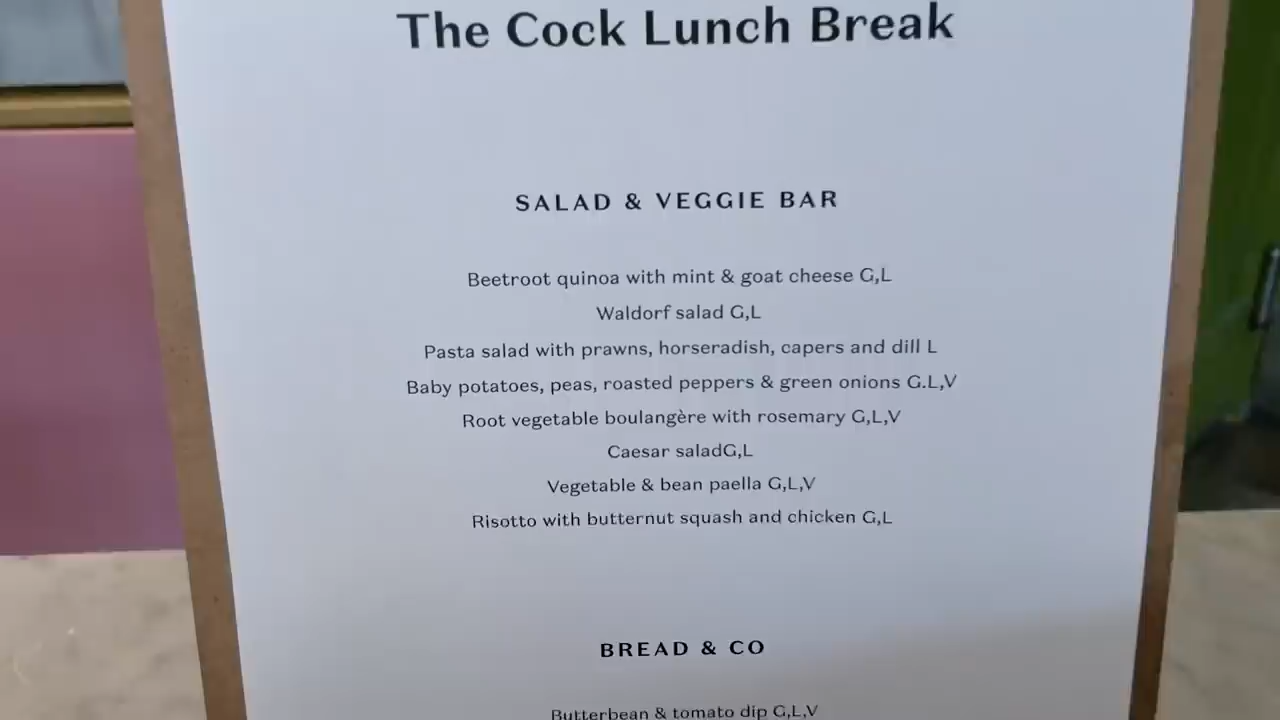 The Cock Lunch Break
SALAD & VEGGIE BAR
Beetroot quinoa with mint & goat cheese G,L
Waldorf salad G,L
Pasta salad with prawns, horseradish, capers and dill L
Baby potatoes, peas, roasted peppers & green onions G.L,V
Root vegetable boulangère with rosemary G,L,V
Caesar saladG,L
Vegetable & bean paella G,L,V
Risotto with butternut squash and chicken G,L
BREAD & CO
Butterbean & tomato dip G,L,V